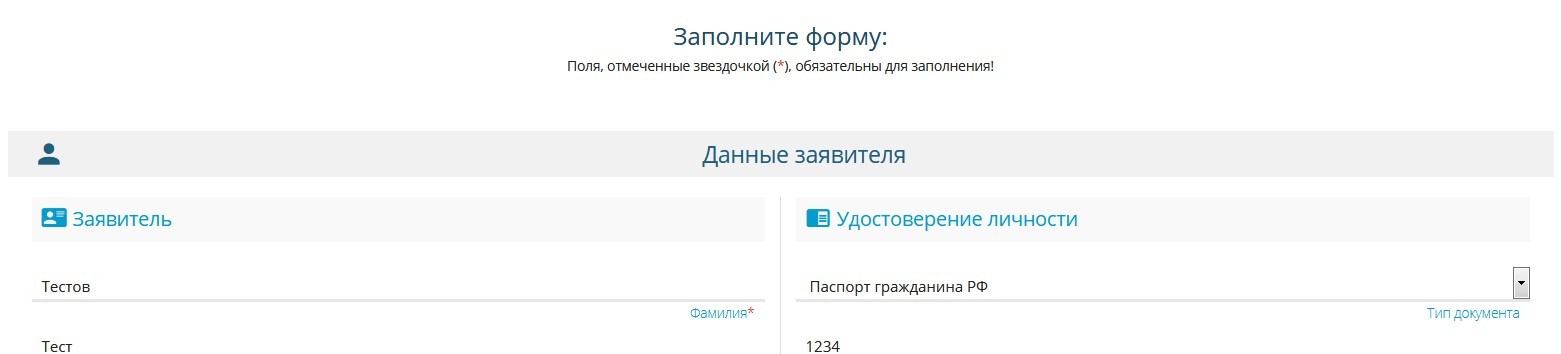 Заполните форму:
Поля, отмеченные звездочкой (*), обязательны для заполнения!
Данные заявителя
Заявитель
Тестов
Фамилия*
Тест
Удостоверение личности
Паспорт гражданина РФ
Тип документа
1234